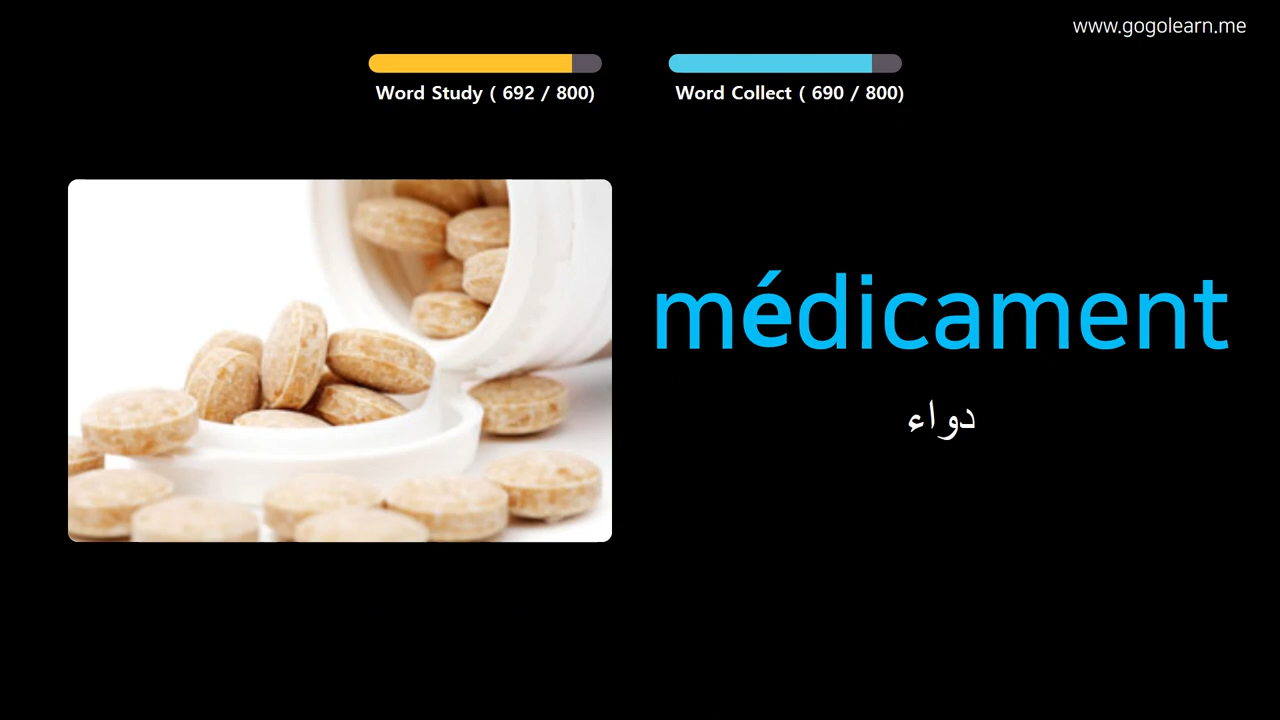 www.gogolearn.me
Word Study ( 692 / 800)
Word Collect ( 690 / 800)
médicament
دواء